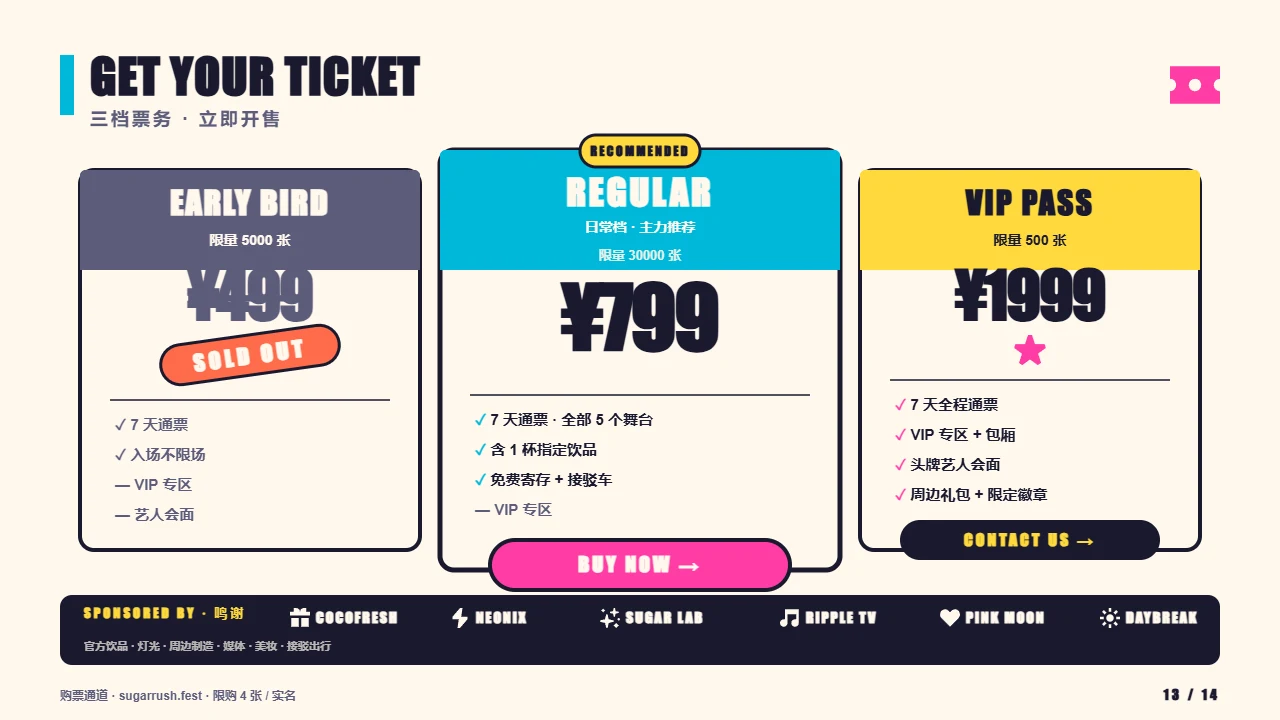 GET YOUR TICKET
三档票务 · 立即开售
EARLY BIRD
限量 5000 张
¥499
SOLD OUT
✓ 7 天通票
✓ 入场不限场
— VIP 专区
— 艺人会面
RECOMMENDED
REGULAR
日常档 · 主力推荐
限量 30000 张
¥799
✓ 7 天通票 · 全部 5 个舞台
✓ 含 1 杯指定饮品
✓ 免费寄存 + 接驳车
— VIP 专区
BUY NOW →
VIP PASS
限量 500 张
¥1999
✓ 7 天全程通票
✓ VIP 专区 + 包厢
✓ 头牌艺人会面
✓ 周边礼包 + 限定徽章
CONTACT US →
SPONSORED BY · 鸣谢
COCOFRESH
NEONIX
SUGAR LAB
RIPPLE TV
PINK MOON
DAYBREAK
官方饮品 · 灯光 · 周边制造 · 媒体 · 美妆 · 接驳出行
购票通道 · sugarrush.fest · 限购 4 张 / 实名
13 / 14